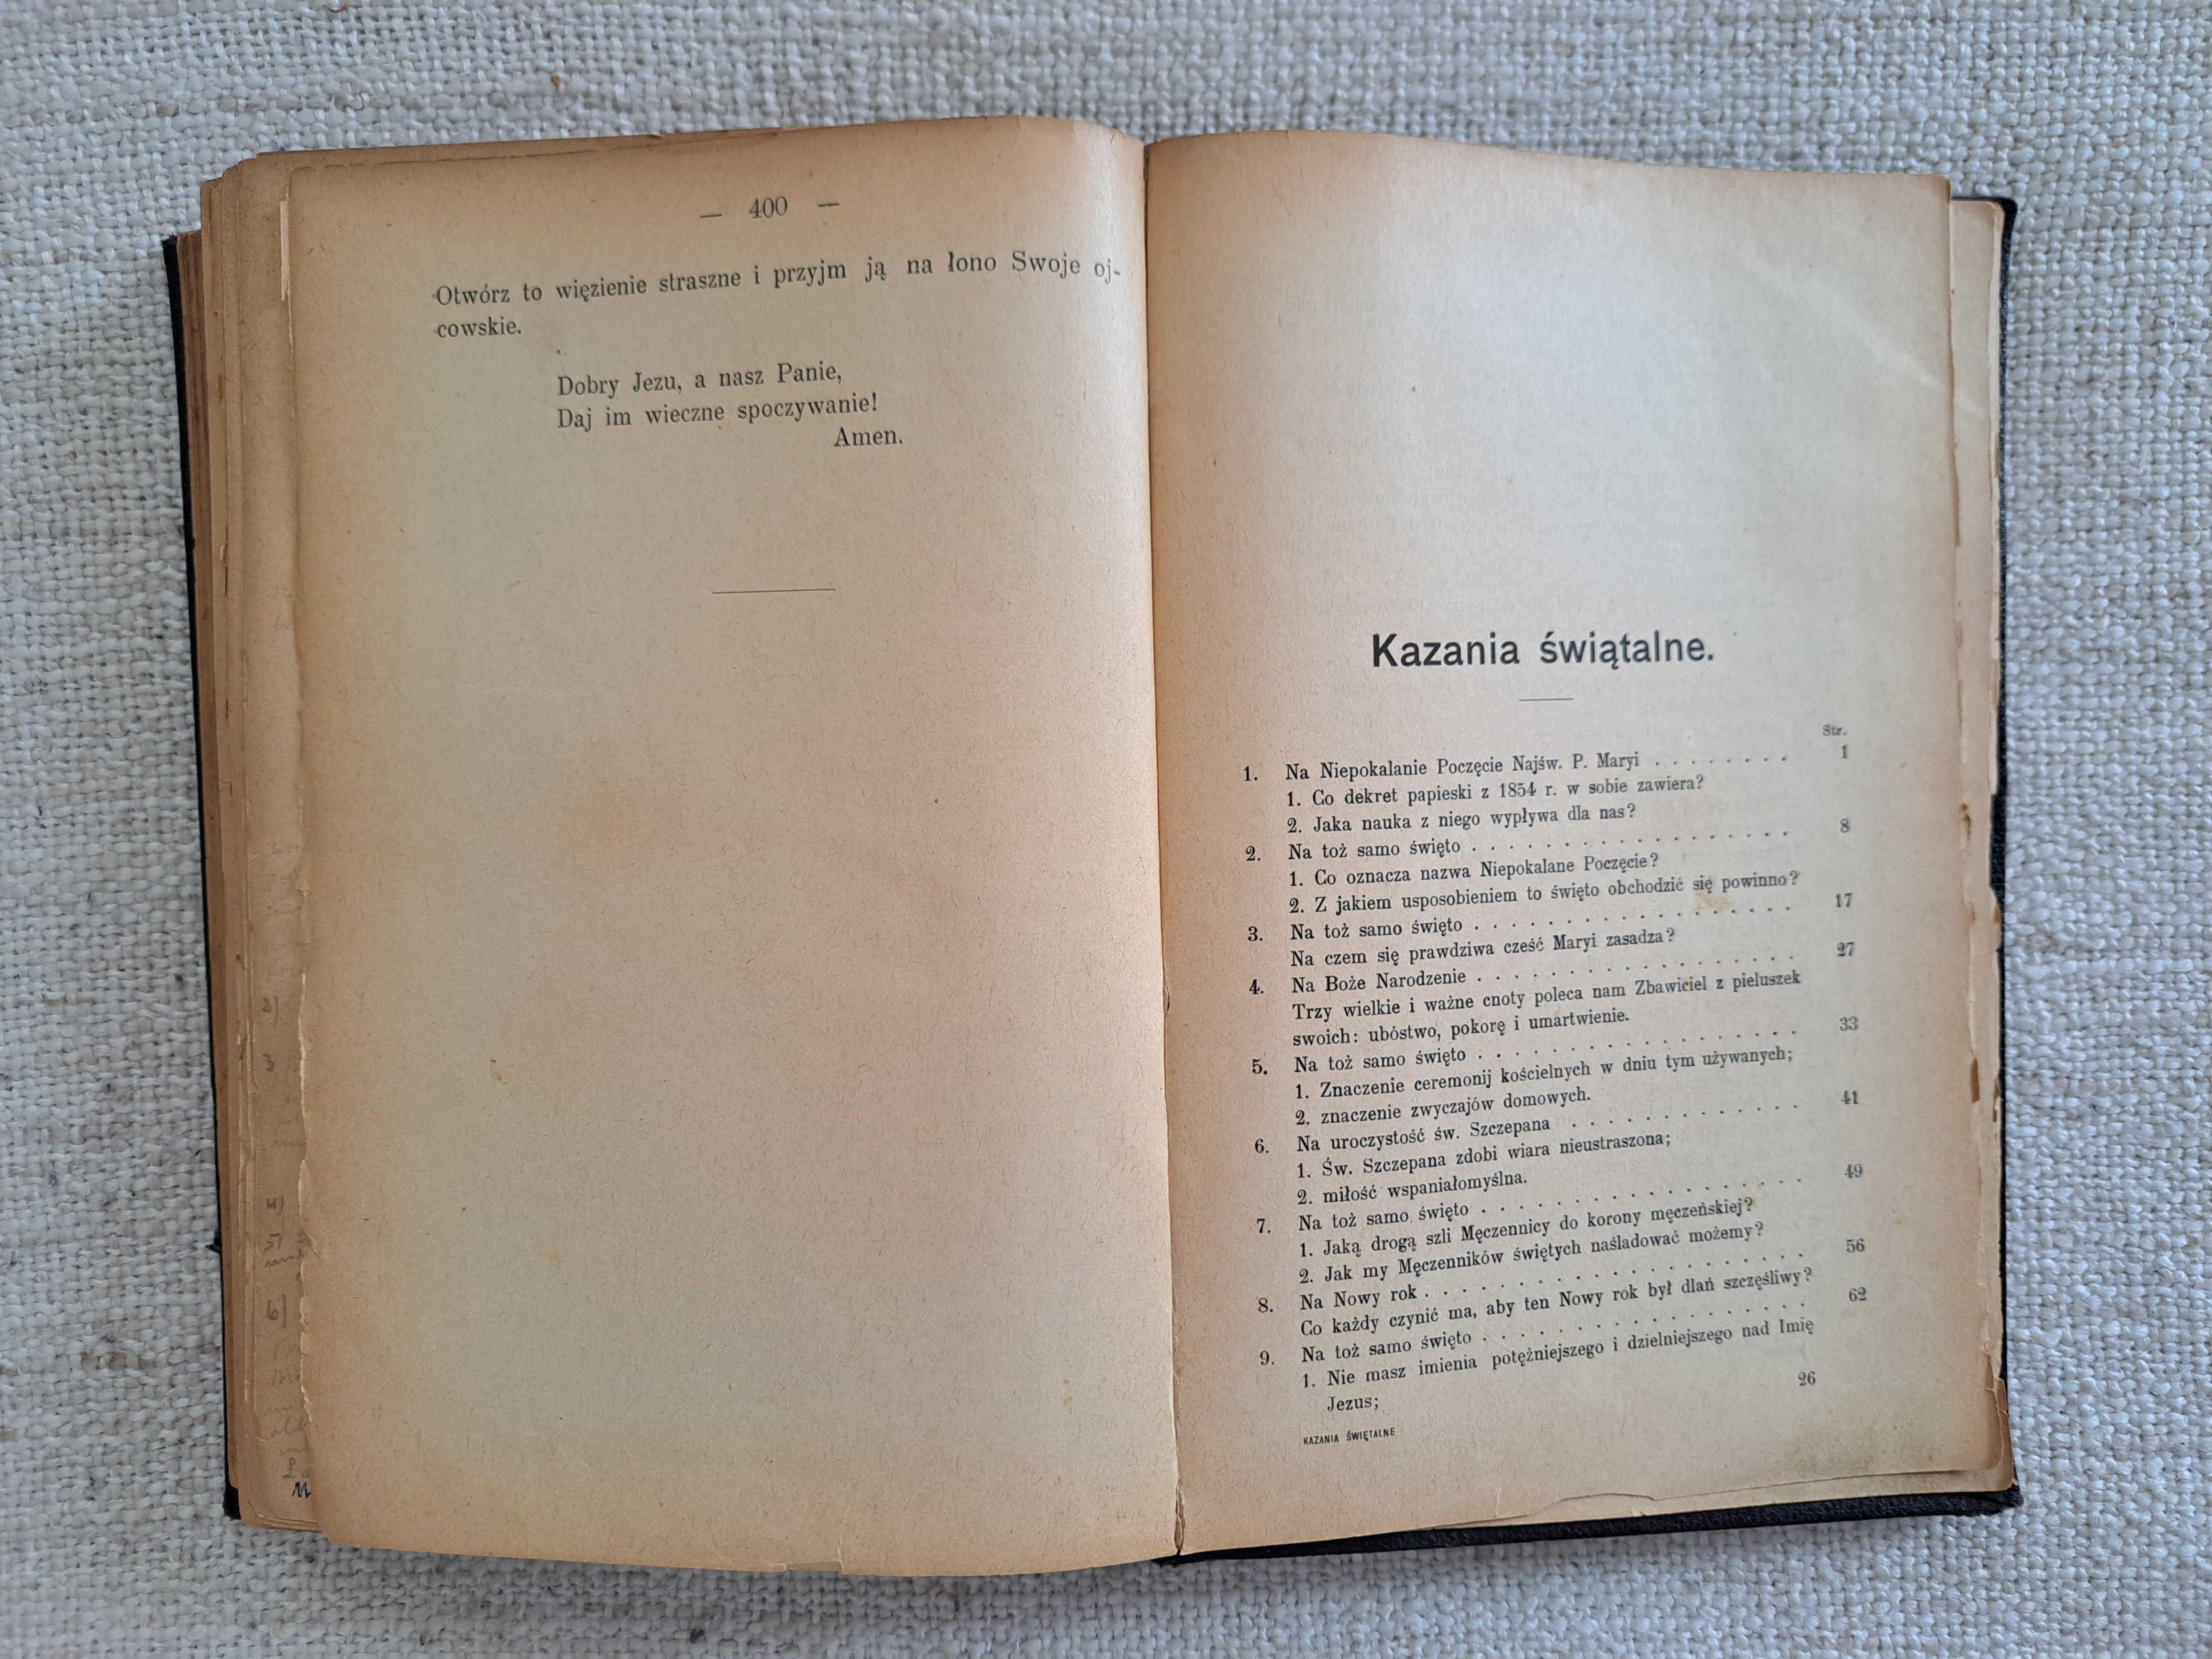 — 400 —
Otwórz to więzienie straszne i przyjm ją na łono Swoje oj-
cowskie.
Dobry Jezu, a nasz Panie,
Daj im wieczne spoczywanie!
Amen.
Kazania świątalne.
Str.
1. Na Niepokalanie Poczęcie Najśw. P. Maryi . . . . . . . . 1
1. Co dekret papieski z 1854 r. w sobie zawiera?
2. Jaka nauka z niego wypływa dla nas?
2. Na toż samo święto . . . . . . . . . . . . . . . . . . 8
1. Co oznacza nazwa Niepokalane Poczęcie?
2. Z jakiem usposobieniem to święto obchodzić się powinno?
3. Na toż samo święto . . . . . . . . . . . . . . . . . . 17
Na czem się prawdziwa cześć Maryi zasadza?
4. Na Boże Narodzenie . . . . . . . . . . . . . . . . . . 27
Trzy wielkie i ważne cnoty poleca nam Zbawiciel z pieluszek
swoich: ubóstwo, pokorę i umartwienie.
5. Na toż samo święto . . . . . . . . . . . . . . . . . . 33
1. Znaczenie ceremonij kościelnych w dniu tym używanych;
2. znaczenie zwyczajów domowych.
6. Na uroczystość św. Szczepana . . . . . . . . . . . . . 41
1. Św. Szczepana zdobi wiara nieustraszona;
2. miłość wspaniałomyślna.
7. Na toż samo święto . . . . . . . . . . . . . . . . . . 49
1. Jaką drogą szli Męczennicy do korony męczeńskiej?
2. Jak my Męczenników świętych naśladować możemy?
8. Na Nowy rok . . . . . . . . . . . . . . . . . . . . . 56
Co każdy czynić ma, aby ten Nowy rok był dlań szczęśliwy?
9. Na toż samo święto . . . . . . . . . . . . . . . . . . 62
1. Nie masz imienia potężniejszego i dzielniejszego nad Imię
Jezus;
KAZANIA ŚWIĘTALNE 26